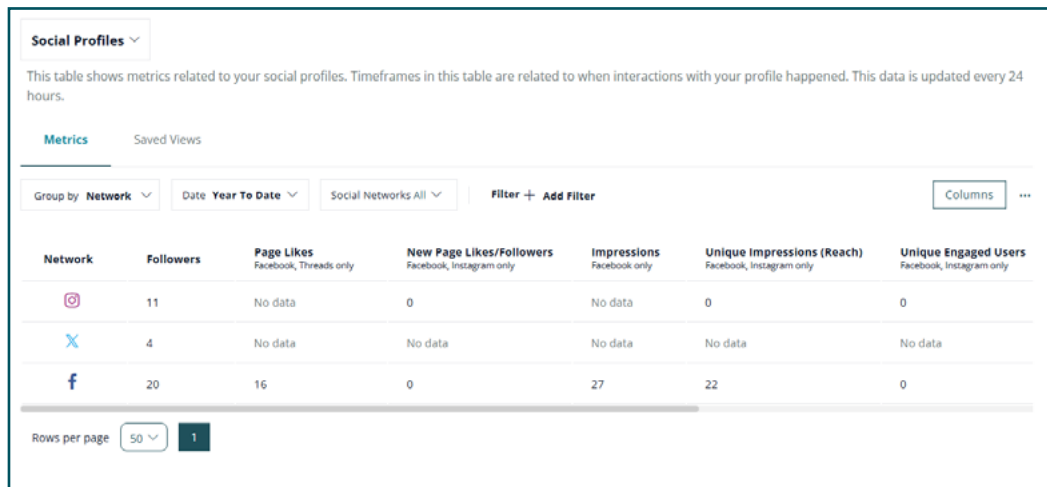 Social Profiles
This table shows metrics related to your social profiles. Timeframes in this table are related to when interactions with your profile happened. This data is updated every 24
hours.
Metrics Saved Views
Group by Network Date Year To Date Social Networks All Filter + Add Filter Columns ...
Network Followers Page Likes New Page Likes/Followers Impressions Unique Impressions (Reach) Unique Engaged Users
Facebook, Threads only Facebook, Instagram only Facebook only Facebook, Instagram only Facebook, Instagram only
11 No data 0 No data 0 0
4 No data No data No data No data No data
20 16 0 27 22 0
Rows per page 50 1